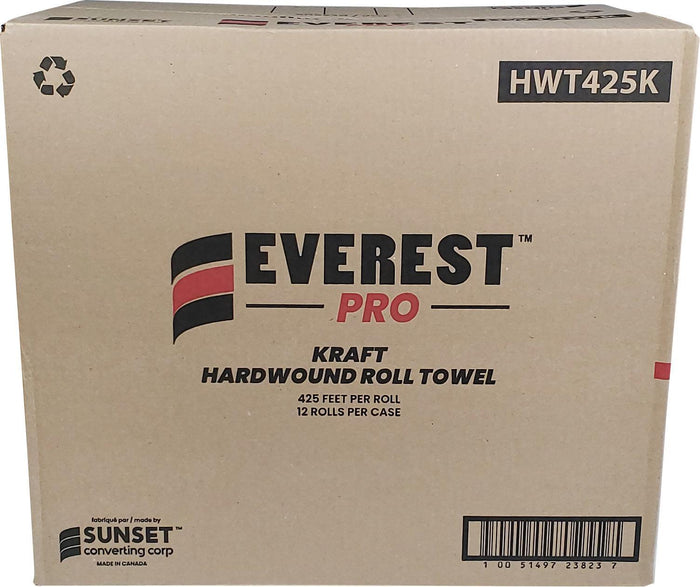 HWT425K
EVEREST™
PRO
KRAFT
HARDWOUND ROLL TOWEL
425 FEET PER ROLL
12 ROLLS PER CASE
fabriqué par / made by
SUNSET™
converting corp
MADE IN CANADA
1 00 51497 23823 7